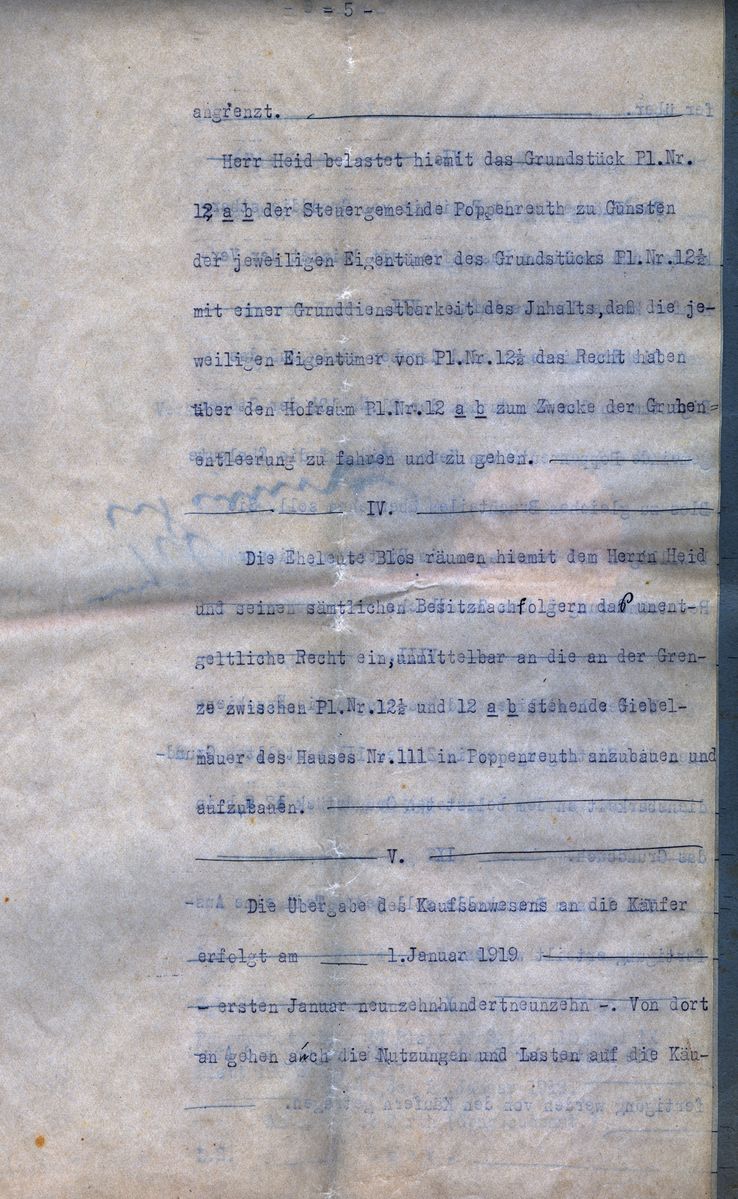 - 5 -
angrenzt.
Herr Heid belastet hiemit das Grundstück Pl.Nr.
12 a b der Steuergemeinde Poppenreuth zu Gunsten
der jeweiligen Eigentümer des Grundstücks Pl.Nr.12½
mit einer Grunddienstbarkeit des Jnhalts,daß die je-
weiligen Eigentümer von Pl.Nr.12½ das Recht haben
über den Hofraum Pl.Nr.12 a b zum Zwecke der Gruben=
entleerung zu fahren und zu gehen.
IV.
Die Eheleute Blos räumen hiemit dem Herrn Heid
und seinen sämtlichen Besitznachfolgern das unent-
geltliche Recht ein,unmittelbar an die an der Gren-
ze zwischen Pl.Nr.12½ und 12 a b stehende Giebel-
mauer des Hauses Nr.111 in Poppenreuth anzubauen und
aufzubauen.
V.
Die Übergabe des Kaufsanwesens an die Käufer
erfolgt am 1.Januar 1919
- ersten Januar neunzehnhundertneunzehn -. Von dort
an gehen auch die Nutzungen und Lasten auf die Käu-